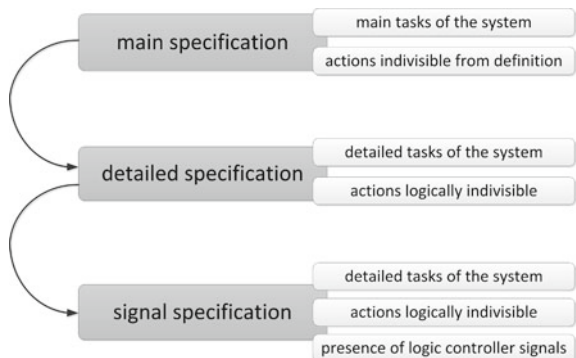 main specification
main tasks of the system
actions indivisible from definition
detailed specification
detailed tasks of the system
actions logically indivisible
signal specification
detailed tasks of the system
actions logically indivisible
presence of logic controller signals